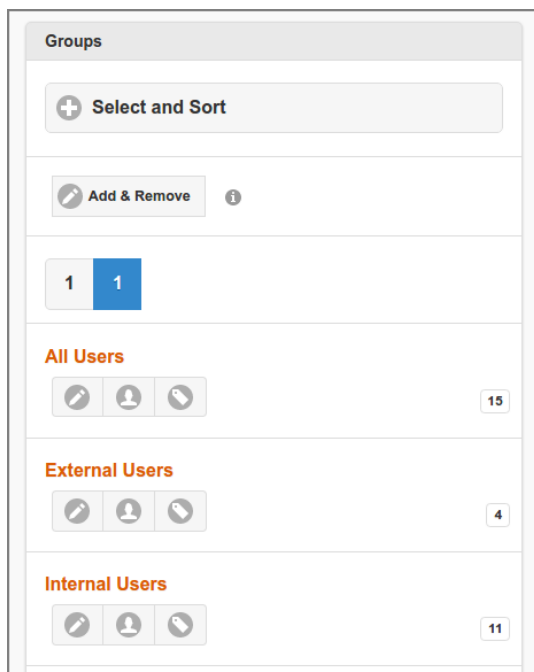 Groups
Select and Sort
Add & Remove
1 1
All Users
15
External Users
4
Internal Users
11